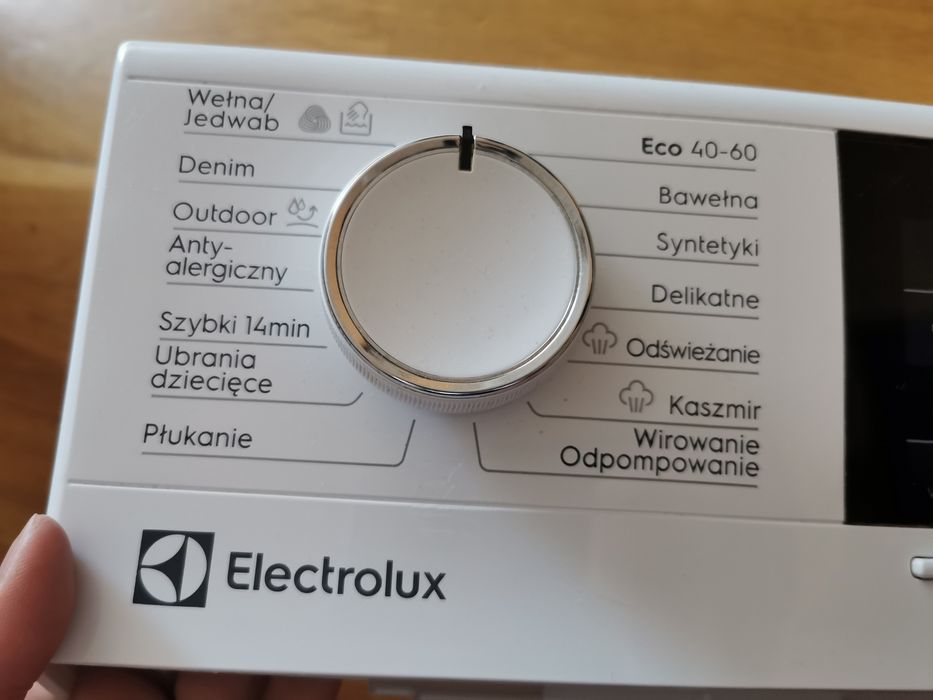 Wełna/
Jedwab
Denim
Outdoor
Anty-
alergiczny
Szybki 14min
Ubrania
dziecięce
Płukanie
Eco 40-60
Bawełna
Syntetyki
Delikatne
Odświeżanie
Kaszmir
Wirowanie
Odpompowanie
Electrolux